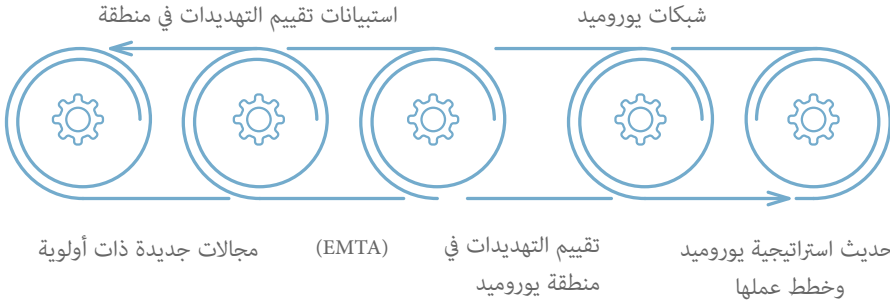 شبكات يوروميد
استبيانات تقييم التهديدات في منطقة
حديث استراتيجية يوروميد
وخطط عملها
تقييم التهديدات في
منطقة يوروميد
(EMTA)
مجالات جديدة ذات أولوية